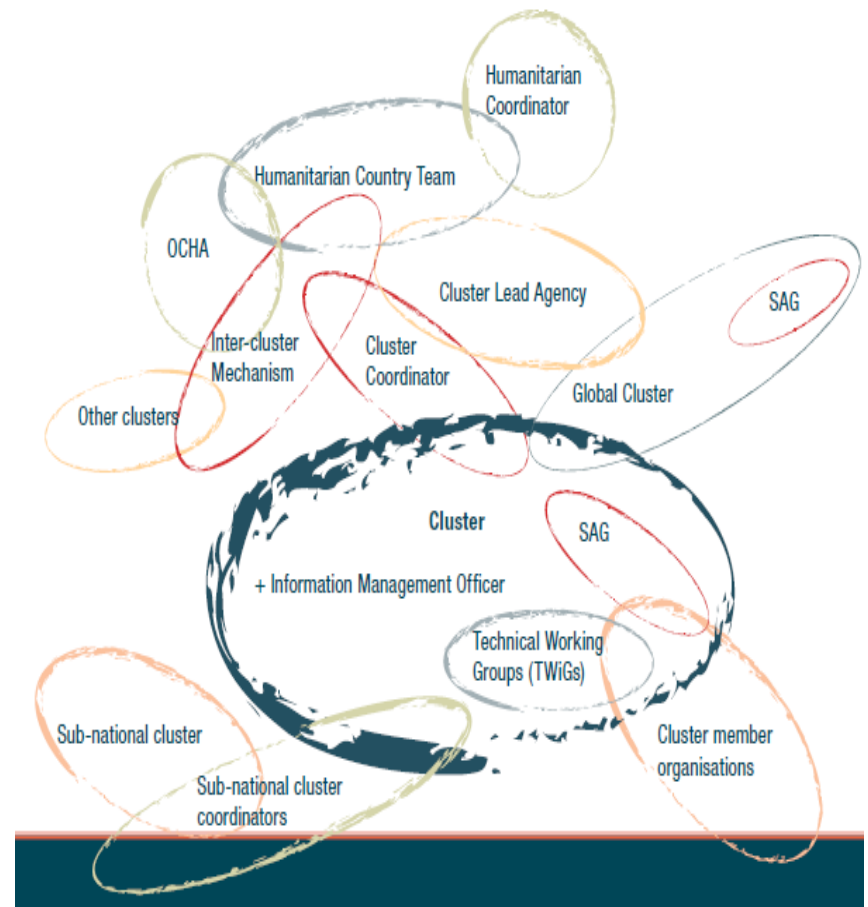 Humanitarian
Coordinator
Humanitarian Country Team
OCHA
Cluster Lead Agency
SAG
Inter-cluster
Mechanism
Cluster
Coordinator
Global Cluster
Other clusters
Cluster
SAG
+ Information Management Officer
Technical Working
Groups (TWiGs)
Sub-national cluster
Cluster member
organisations
Sub-national cluster
coordinators